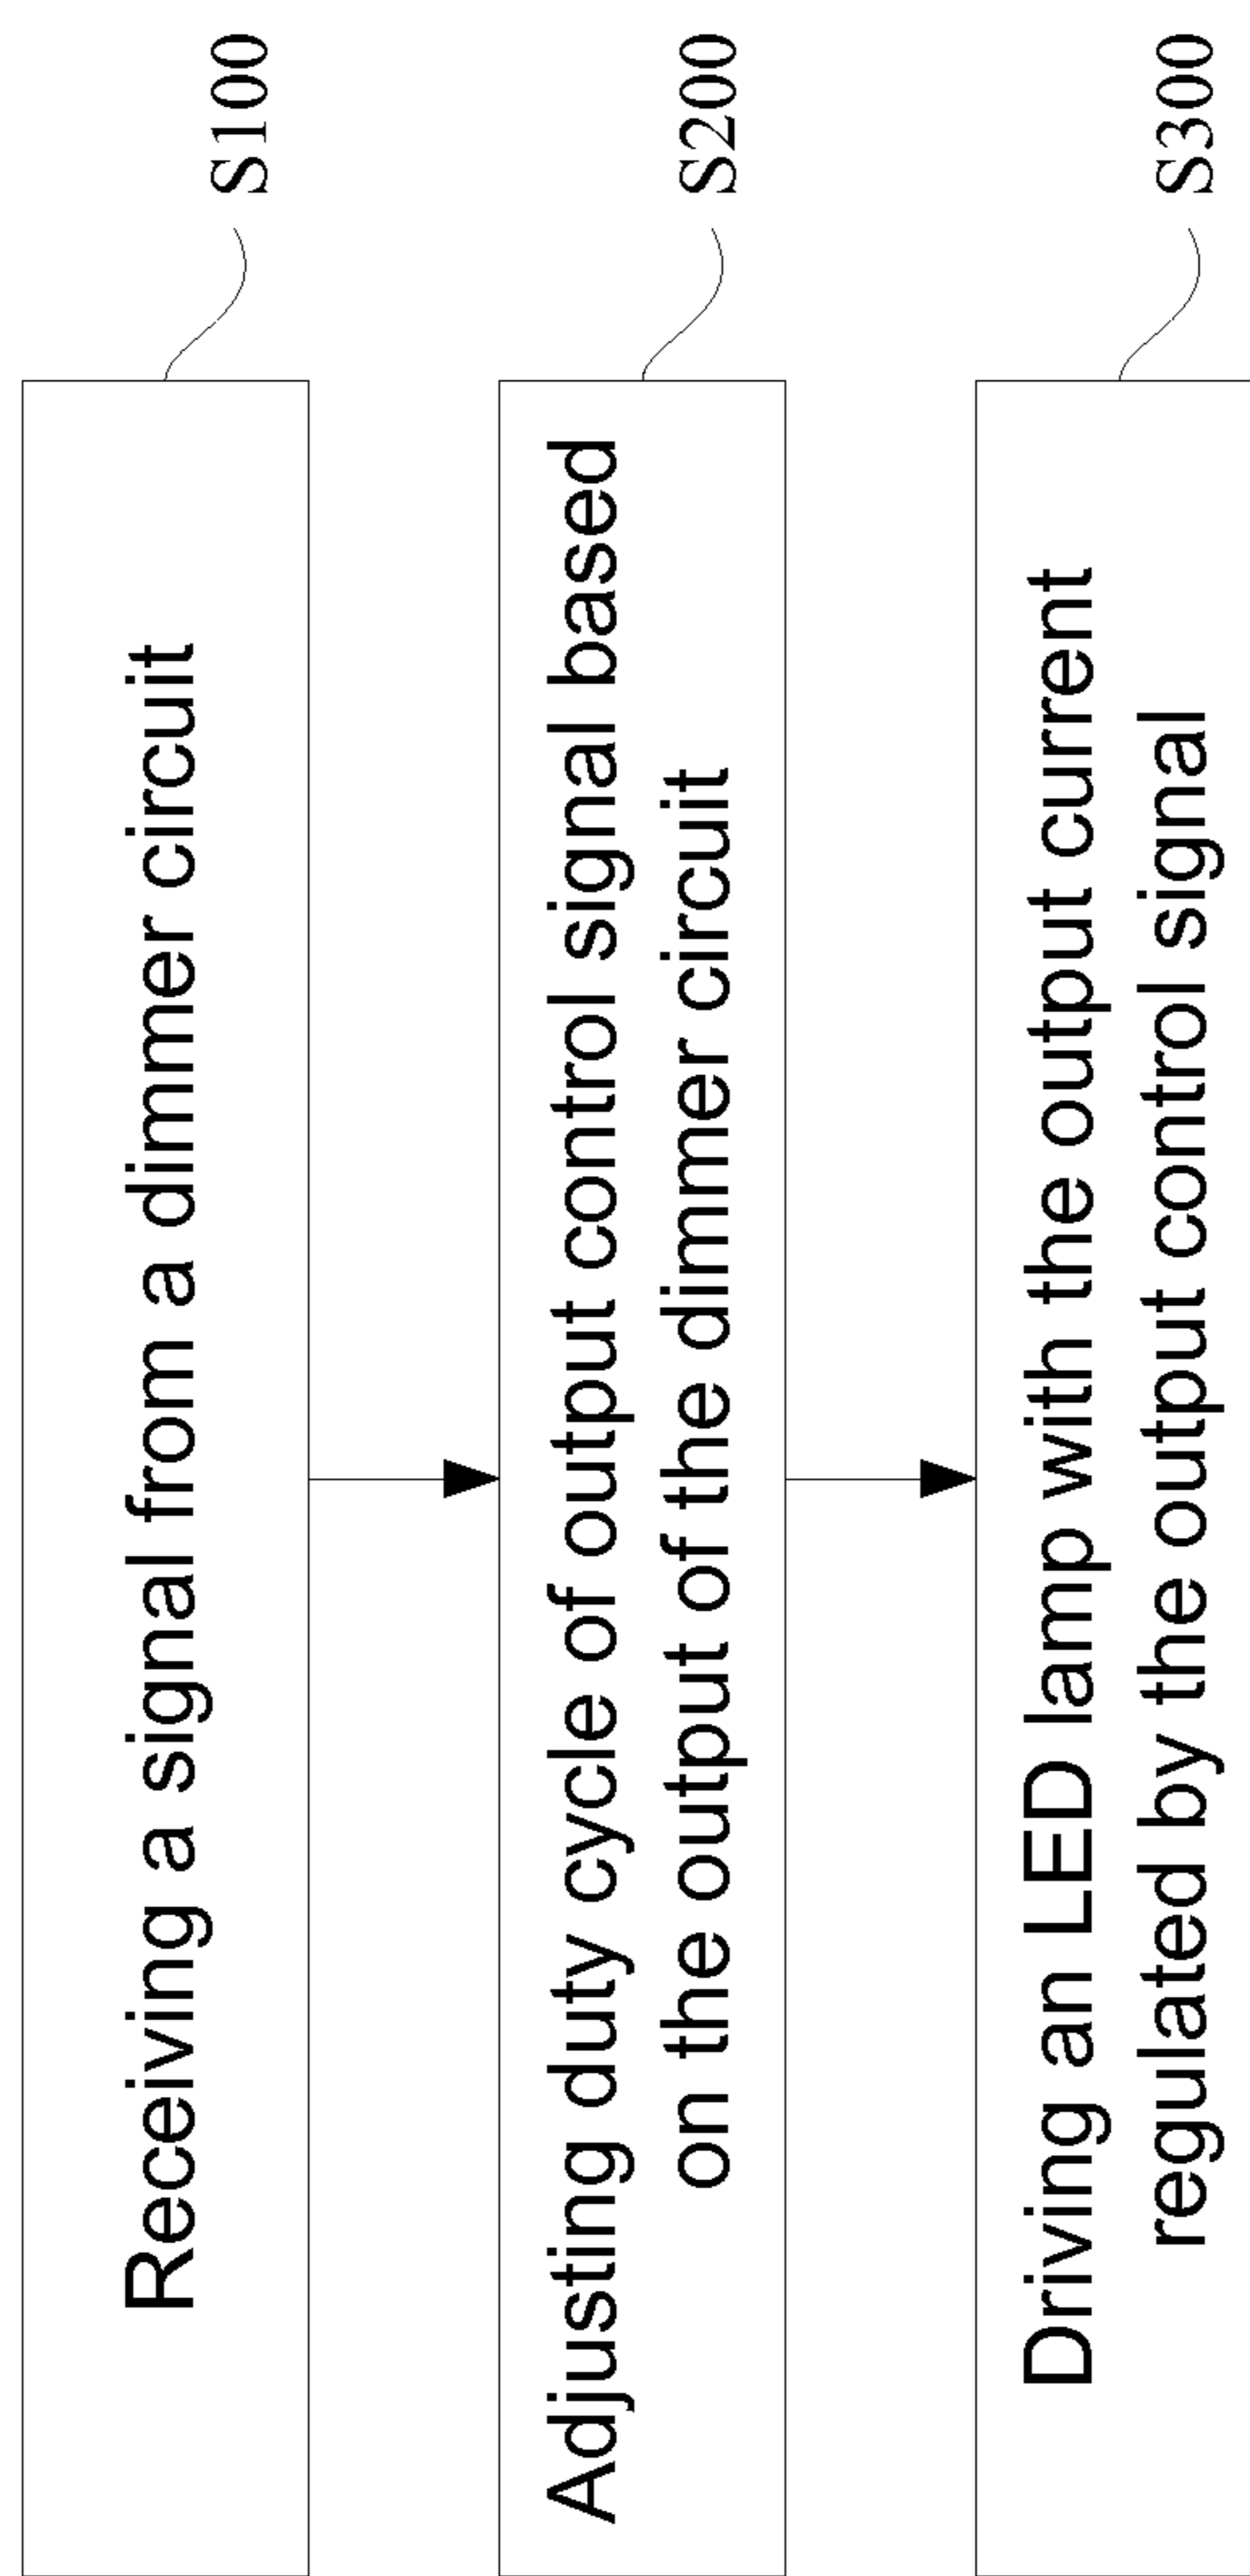 Receiving a signal from a dimmer circuit
S100
Adjusting duty cycle of output control signal based
on the output of the dimmer circuit
S200
Driving an LED lamp with the output current
regulated by the output control signal
S300